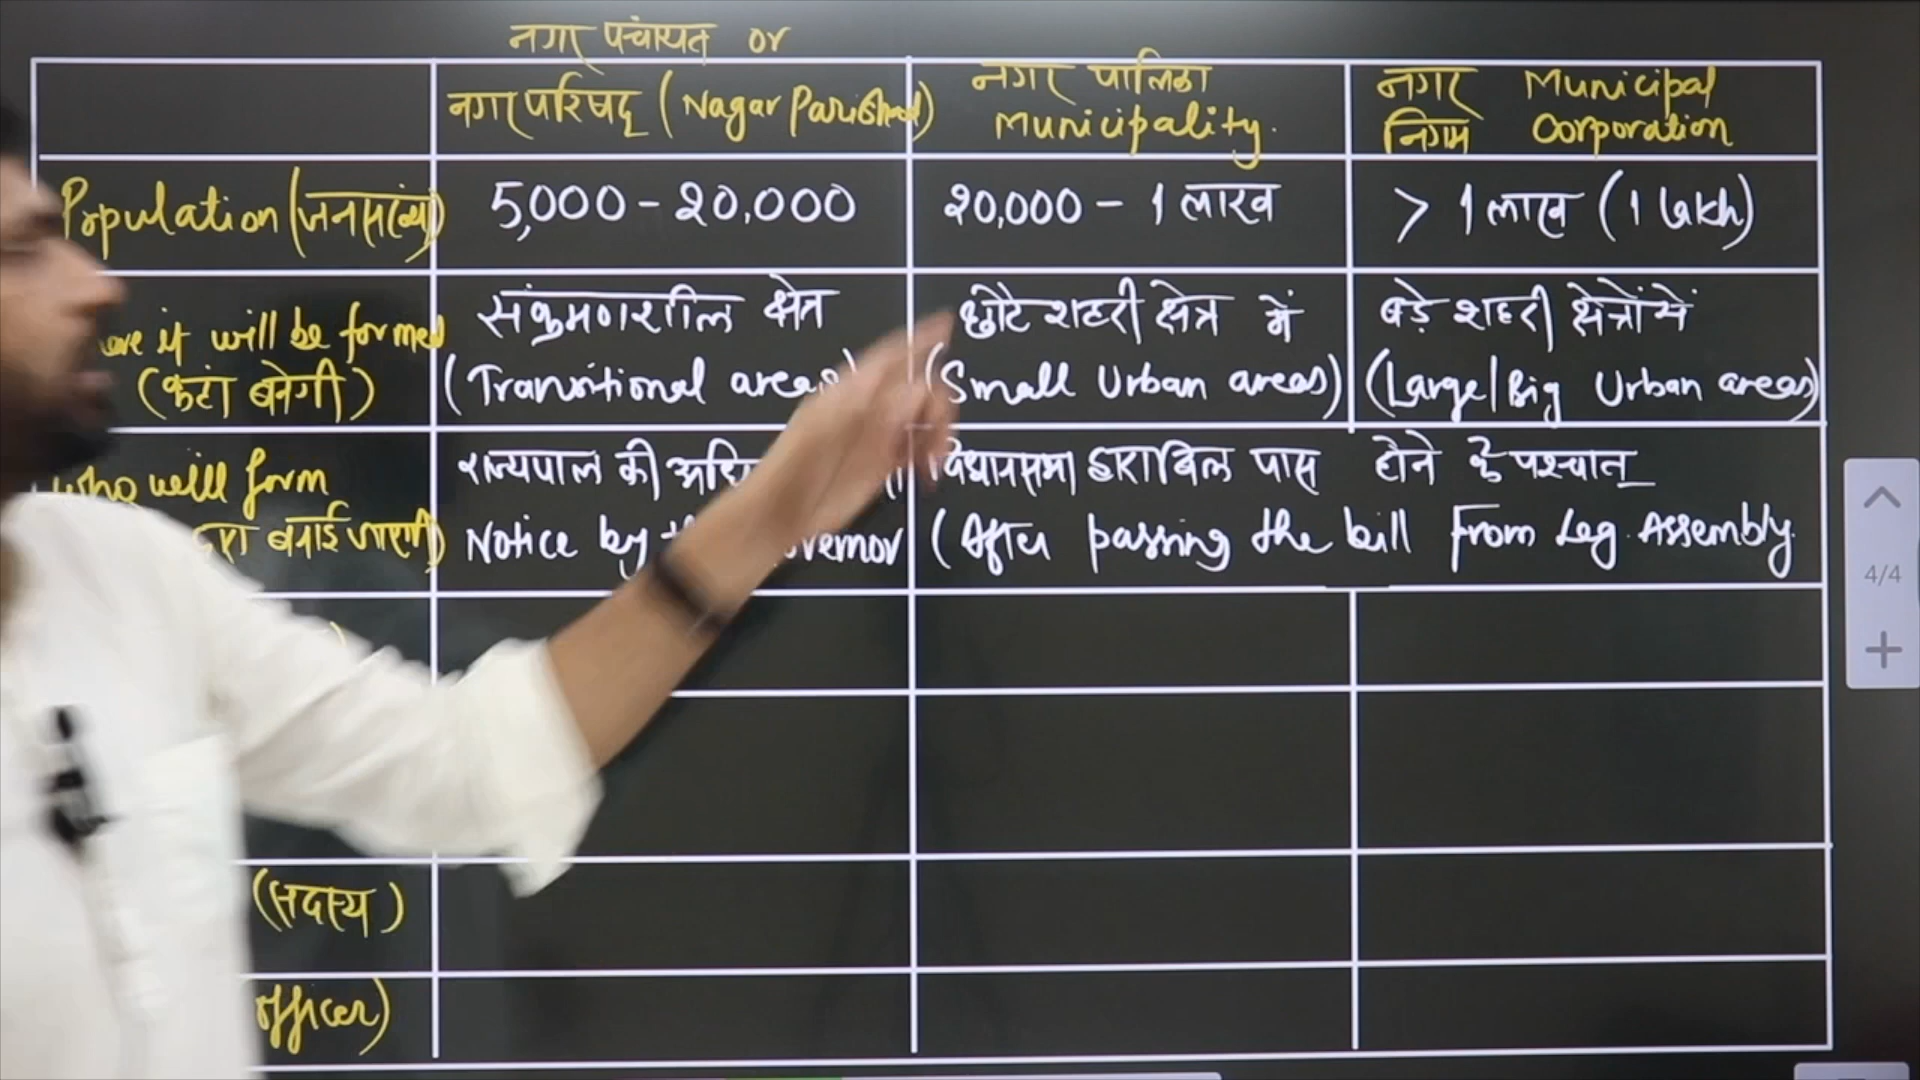 नगर पंचायत or
नगर परिषद् (Nagar Parishad)
नगर पालिका
Municipality.
नगर Municipal
निगम Corporation
Population (जनसंख्या)
5,000 - 20,000
20,000 - 1 लाख
> 1 लाख (1 Lakh)
it will be formed
(कहां बनेगी)
संक्रमणशील क्षेत्र
(Transitional areas)
छोटे शहरी क्षेत्र में
(Small Urban areas)
बड़े शहरी क्षेत्रों में
(Large/Big Urban areas)
who will form
द्वारा बनाई जाएगी)
राज्यपाल की
Notice by
विधानसभा द्वारा बिल पास होने के पश्चात
(After passing the bill From Leg. Assembly
(सदस्य)
officer)
4/4